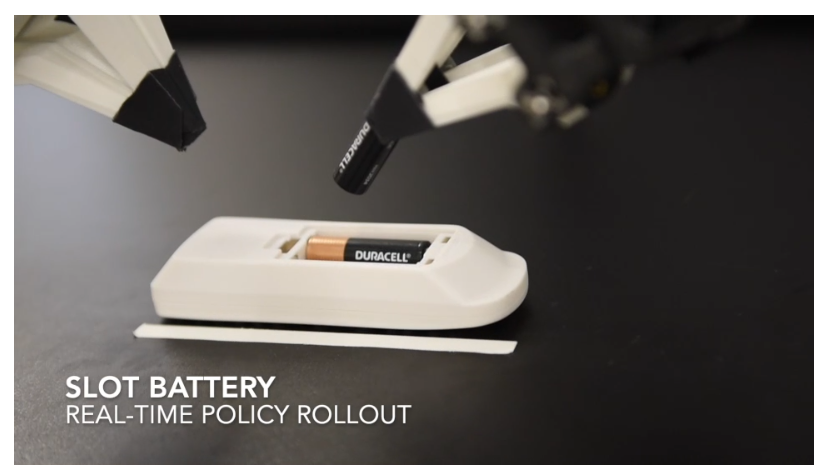 DURACELL
DURACELL®
SLOT BATTERY
REAL-TIME POLICY ROLLOUT